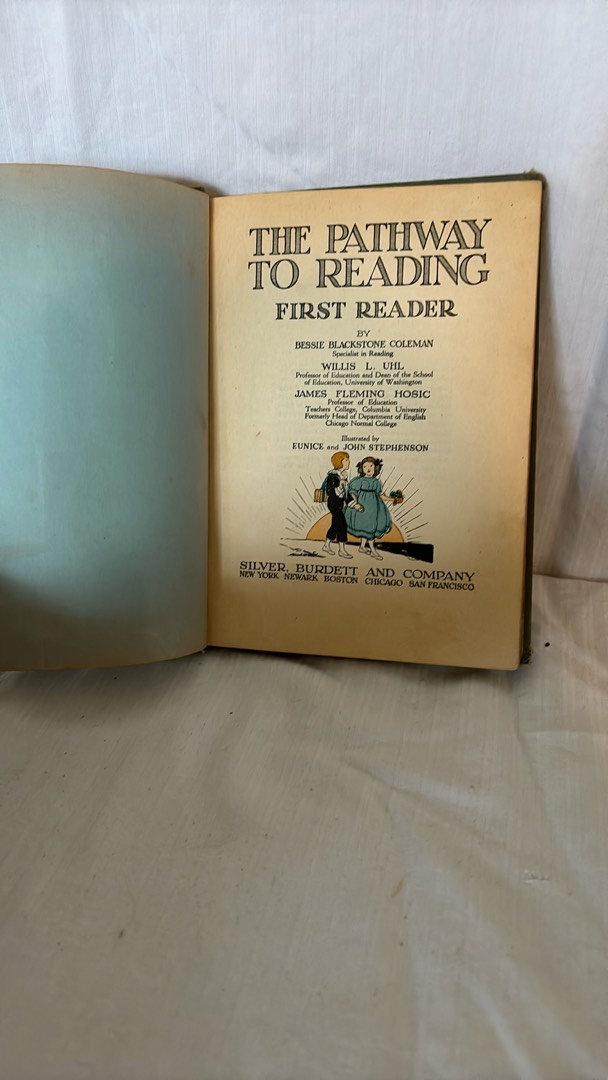 THE PATHWAY
TO READING
FIRST READER
BY
BESSIE BLACKSTONE COLEMAN
Specialist in Reading
WILLIS L. UHL
Professor of Education and Dean of the School
of Education, University of Washington
JAMES FLEMING HOSIC
Professor of Education
Teachers College, Columbia University
Formerly Head of Department of English
Chicago Normal College
Illustrated by
EUNICE and JOHN STEPHENSON
SILVER, BURDETT AND COMPANY
NEW YORK NEWARK BOSTON CHICAGO SAN FRANCISCO